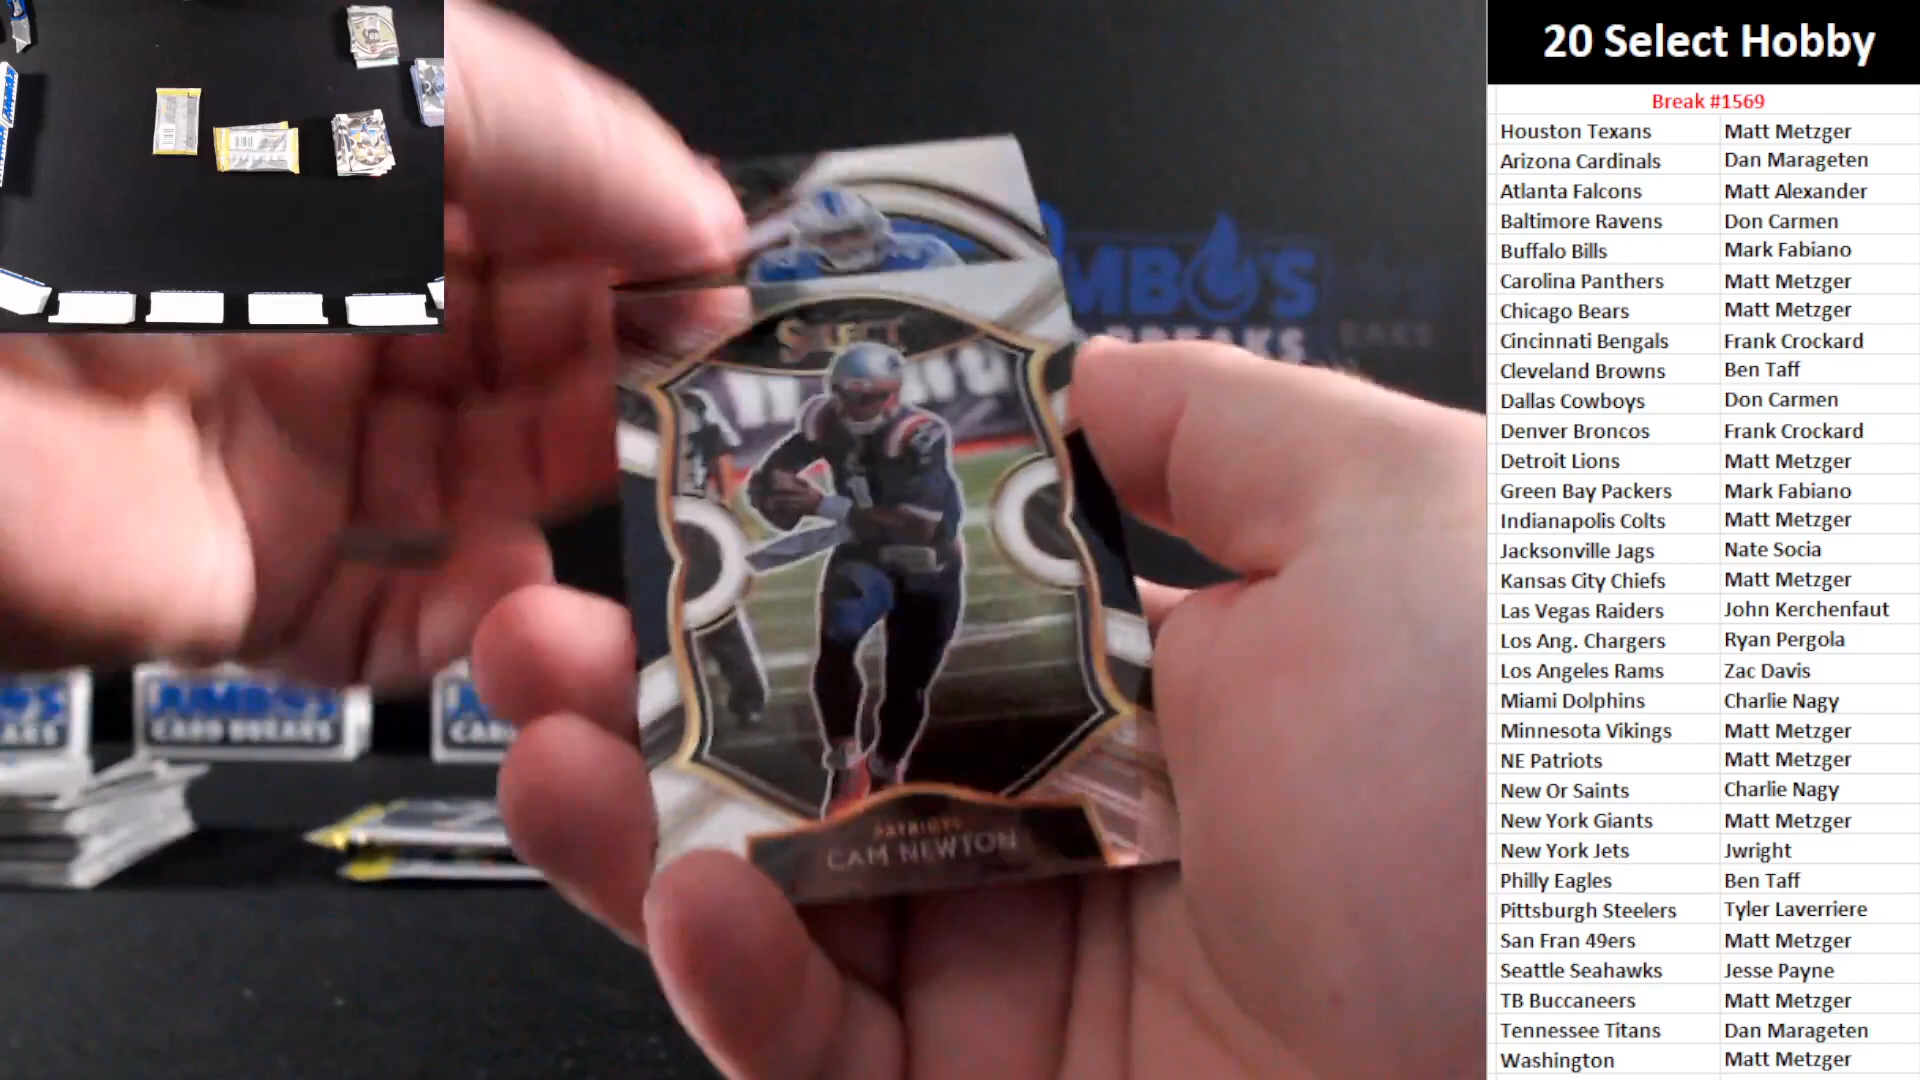 20 Select Hobby
Break #1569
Houston Texans Matt Metzger
Arizona Cardinals Dan Marageten
Atlanta Falcons Matt Alexander
Baltimore Ravens Don Carmen
Buffalo Bills Mark Fabiano
Carolina Panthers Matt Metzger
Chicago Bears Matt Metzger
Cincinnati Bengals Frank Crockard
Cleveland Browns Ben Taff
Dallas Cowboys Don Carmen
Denver Broncos Frank Crockard
Detroit Lions Matt Metzger
Green Bay Packers Mark Fabiano
Indianapolis Colts Matt Metzger
Jacksonville Jags Nate Socia
Kansas City Chiefs Matt Metzger
Las Vegas Raiders John Kerchenfaut
Los Ang. Chargers Ryan Pergola
Los Angeles Rams Zac Davis
Miami Dolphins Charlie Nagy
Minnesota Vikings Matt Metzger
NE Patriots Matt Metzger
New Or Saints Charlie Nagy
New York Giants Matt Metzger
New York Jets Jwright
Philly Eagles Ben Taff
Pittsburgh Steelers Tyler Laverriere
San Fran 49ers Matt Metzger
Seattle Seahawks Jesse Payne
TB Buccaneers Matt Metzger
Tennessee Titans Dan Marageten
Washington Matt Metzger
SELECT
PATRIOTS
CAM NEWTON
MBO'S
BREAKS
EAKS
JUMBO'S
CARD BREAKS